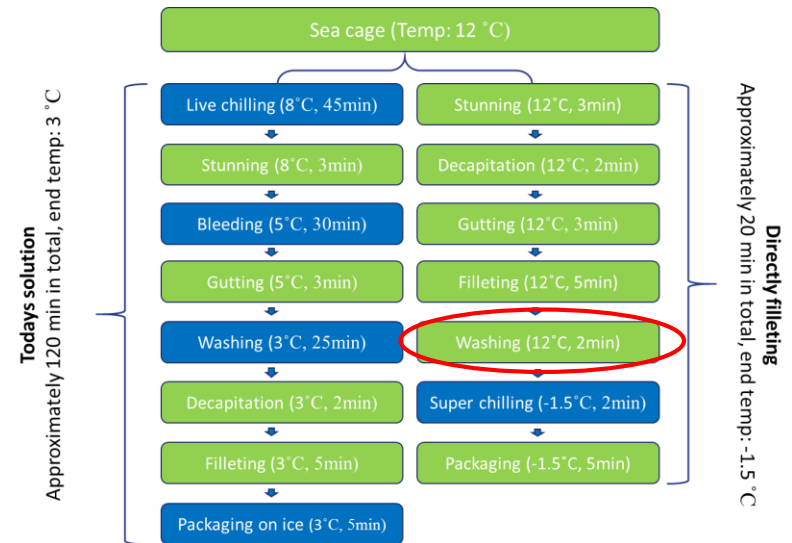 Sea cage (Temp: 12 ˚C)
Todays solution
Approximately 120 min in total, end temp: 3 ˚C
Live chilling (8˚C, 45min)
Stunning (8˚C, 3min)
Bleeding (5˚C, 30min)
Gutting (5˚C, 3min)
Washing (3˚C, 25min)
Decapitation (3˚C, 2min)
Filleting (3˚C, 5min)
Packaging on ice (3˚C, 5min)
Stunning (12˚C, 3min)
Decapitation (12˚C, 2min)
Gutting (12˚C, 3min)
Filleting (12˚C, 5min)
Washing (12˚C, 2min)
Super chilling (-1.5˚C, 2min)
Packaging (-1.5˚C, 5min)
Directly filleting
Approximately 20 min in total, end temp: -1.5 ˚C